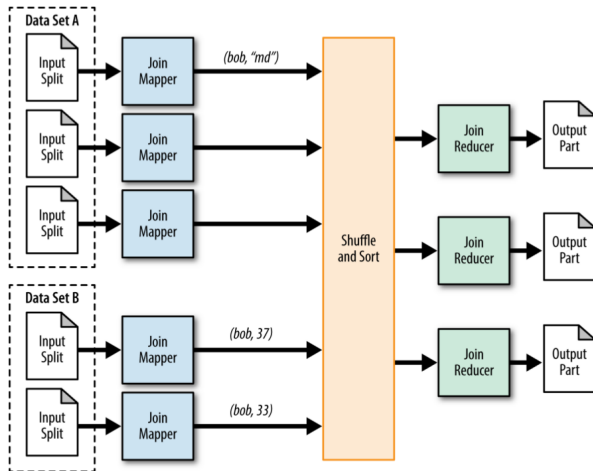 Data Set A
Input
Split
Join
Mapper
(bob, “md”)
Input
Split
Join
Mapper
Input
Split
Join
Mapper
Data Set B
Input
Split
Join
Mapper
(bob, 37)
Input
Split
Join
Mapper
(bob, 33)
Shuffle
and Sort
Join
Reducer
Output
Part
Join
Reducer
Output
Part
Join
Reducer
Output
Part